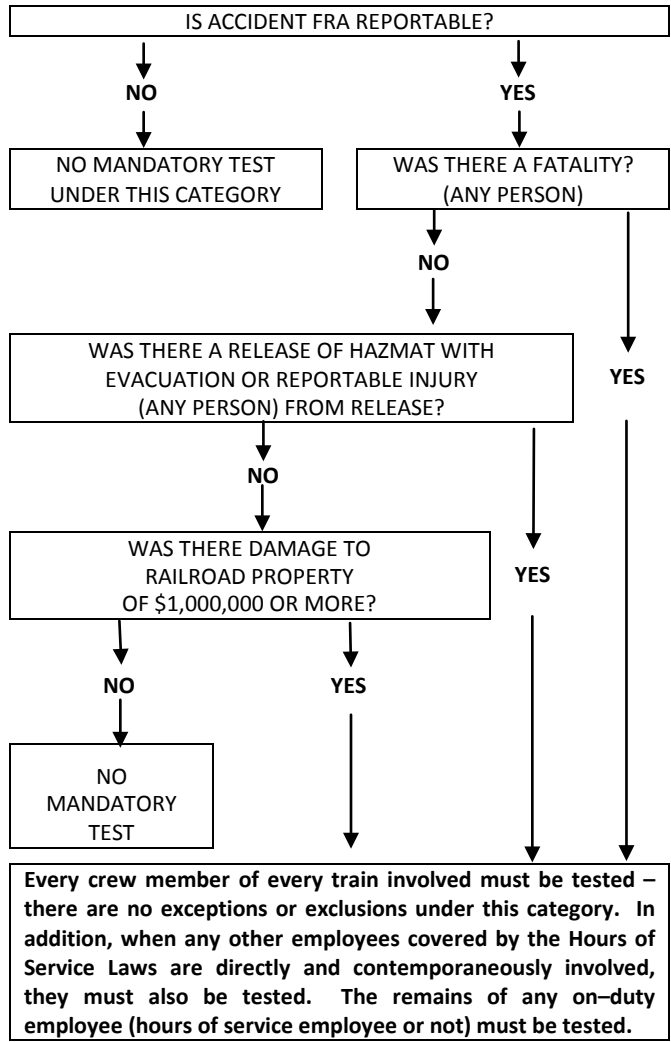 IS ACCIDENT FRA REPORTABLE?
NO
YES
NO MANDATORY TEST
UNDER THIS CATEGORY
WAS THERE A FATALITY?
(ANY PERSON)
NO
YES
WAS THERE A RELEASE OF HAZMAT WITH
EVACUATION OR REPORTABLE INJURY
(ANY PERSON) FROM RELEASE?
NO
YES
WAS THERE DAMAGE TO
RAILROAD PROPERTY
OF $1,000,000 OR MORE?
NO
YES
NO
MANDATORY
TEST
Every crew member of every train involved must be tested –
there are no exceptions or exclusions under this category. In
addition, when any other employees covered by the Hours of
Service Laws are directly and contemporaneously involved,
they must also be tested. The remains of any on–duty
employee (hours of service employee or not) must be tested.